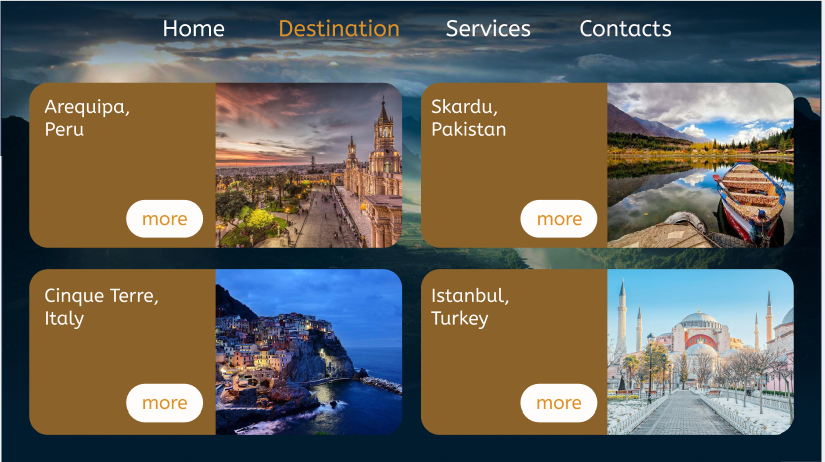 Home Destination Services Contacts
Arequipa,
Peru
more
Skardu,
Pakistan
more
Cinque Terre,
Italy
more
Istanbul,
Turkey
more